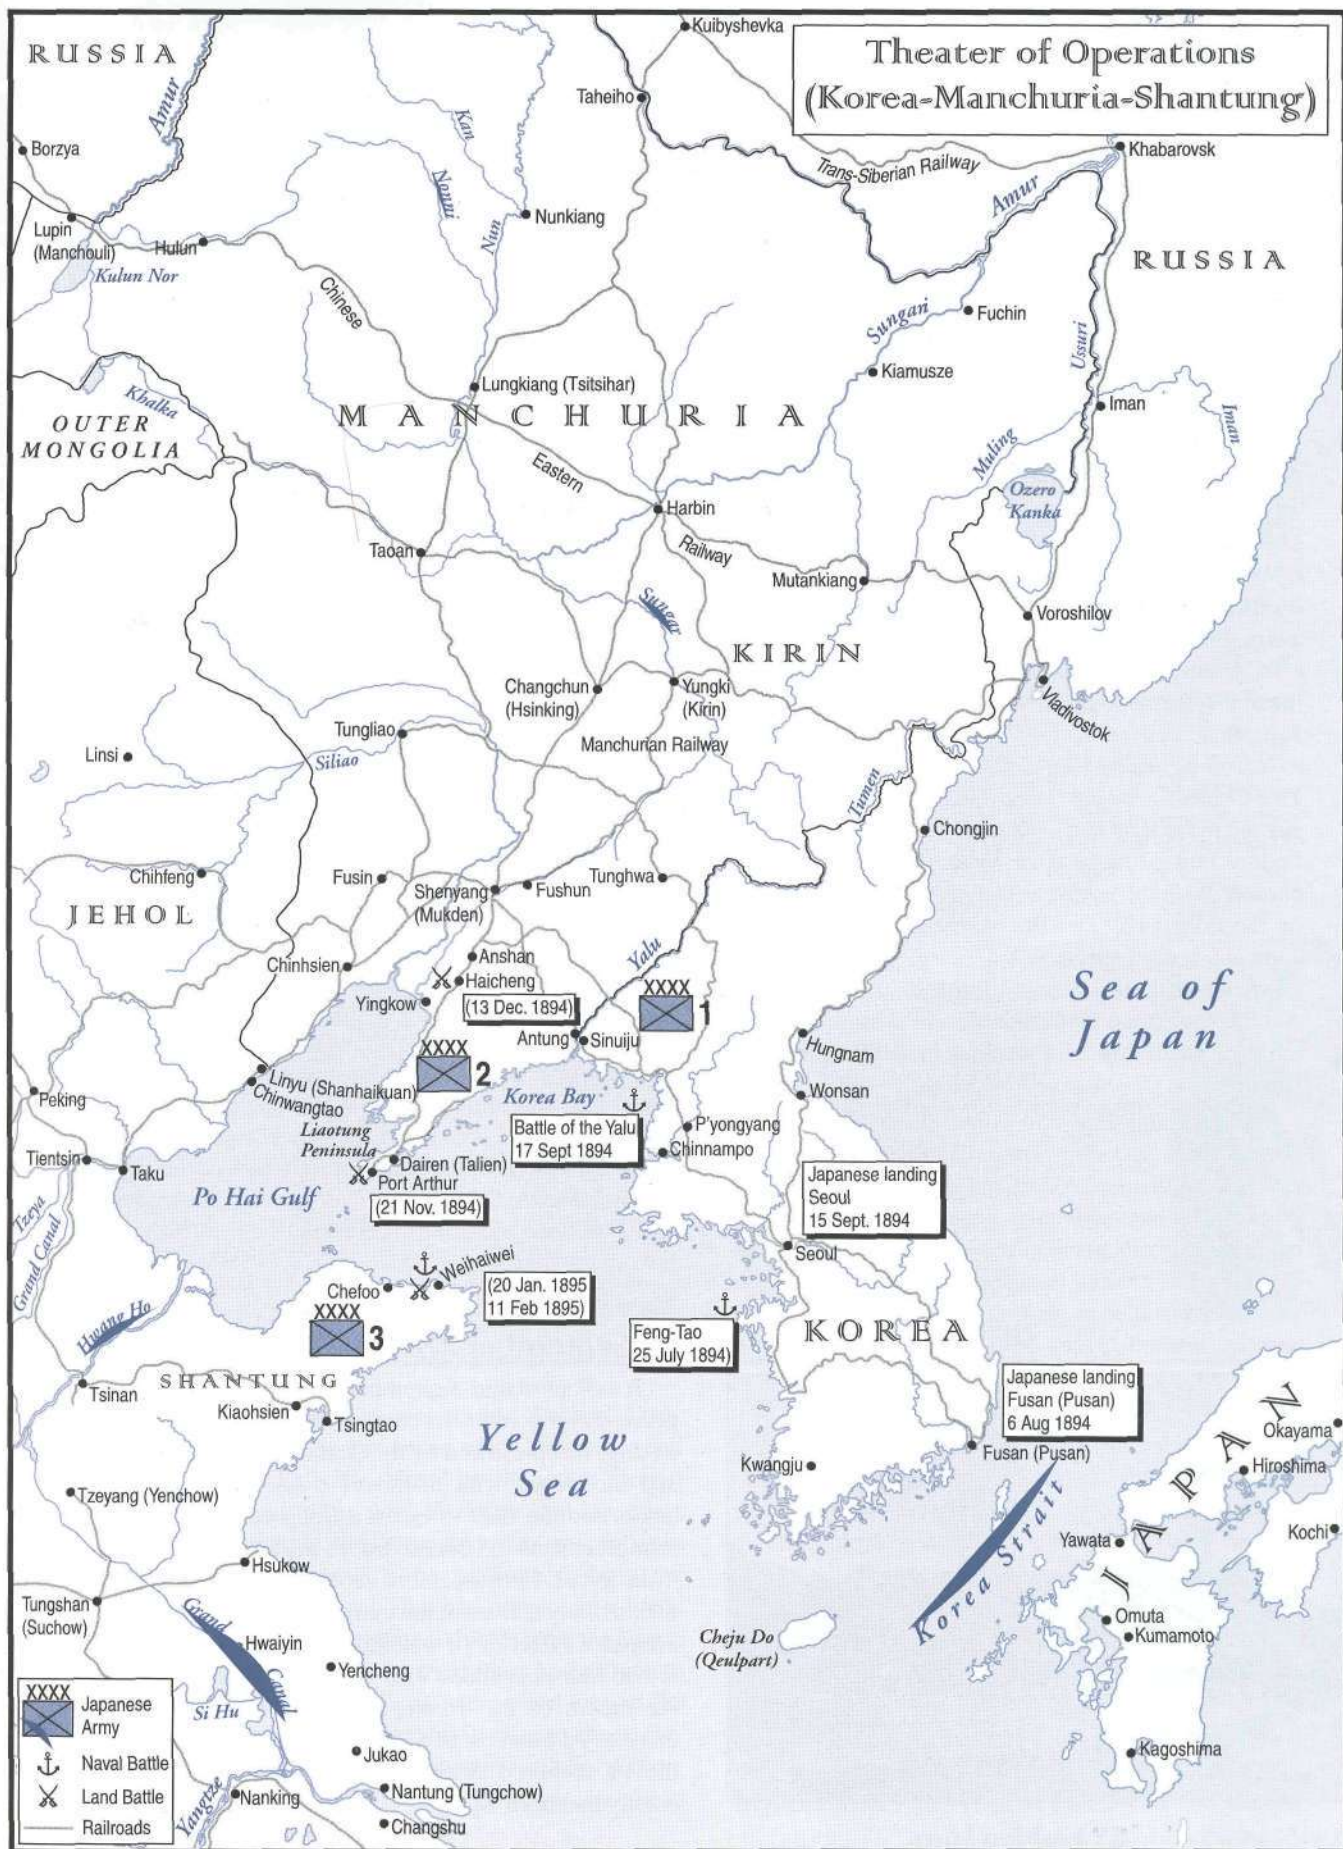 Theater of Operations
(Korea-Manchuria-Shantung)
RUSSIA
Amur
Kuibyshevka
Taheiho
Kan
Nonni
Nun
Nunkiang
Borzya
Lupin
(Manchouli)
Hulun
Kulun Nor
Trans-Siberian Railway
Khabarovsk
Amur
RUSSIA
Chinese
Sungari
Fuchin
Ussuri
Kiamusze
Lungkiang (Tsitsihar)
Khalka
MANCHURIA
Iman
Iman
OUTER
MONGOLIA
Muling
Eastern
Ozero
Kanka
Harbin
Railway
Taoan
Mutankiang
Sungar
Voroshilov
KIRIN
Changchun
(Hsinking)
Yungki
(Kirin)
Vladivostok
Tungliao
Manchurian Railway
Linsi
Siliao
Tumen
Chongjin
Chihfeng
Fusin
Shenyang
(Mukden)
Fushun
Tunghwa
JEHOL
Yalu
Chinhsien
Anshan
Haicheng
(13 Dec. 1894)
Yingkow
XXXX
1
Sea of
Japan
Antung
Sinuiju
Hungnam
XXXX
2
Linyu (Shanhaikuan)
Chinwangtao
Peking
Korea Bay
Wonsan
Battle of the Yalu
17 Sept 1894
P'yongyang
Chinnampo
Liaotung
Peninsula
Tientsin
Taku
Dairen (Talien)
Port Arthur
(21 Nov. 1894)
Japanese landing
Seoul
15 Sept. 1894
Po Hai Gulf
Tzeya
Grand Canal
Seoul
Weihaiwei
Chefoo
(20 Jan. 1895
11 Feb 1895)
XXXX
3
Hwang Ho
Feng-Tao
25 July 1894)
KOREA
Tsinan
SHANTUNG
Kiaohsien
Tsingtao
Japanese landing
Fusan (Pusan)
6 Aug 1894
Yellow
Sea
Fusan (Pusan)
Kwangju
JAPAN
Okayama
Hiroshima
Tzeyang (Yenchow)
Korea Strait
Yawata
Kochi
Hsukow
Tungshan
(Suchow)
Grand
Canal
Hwaiyin
Omuta
Kumamoto
Cheju Do
(Qeulpart)
Yencheng
Si Hu
XXXX
Japanese
Army
Naval Battle
Land Battle
Railroads
Jukao
Kagoshima
Yangtze
Nanking
Nantung (Tungchow)
Changshu